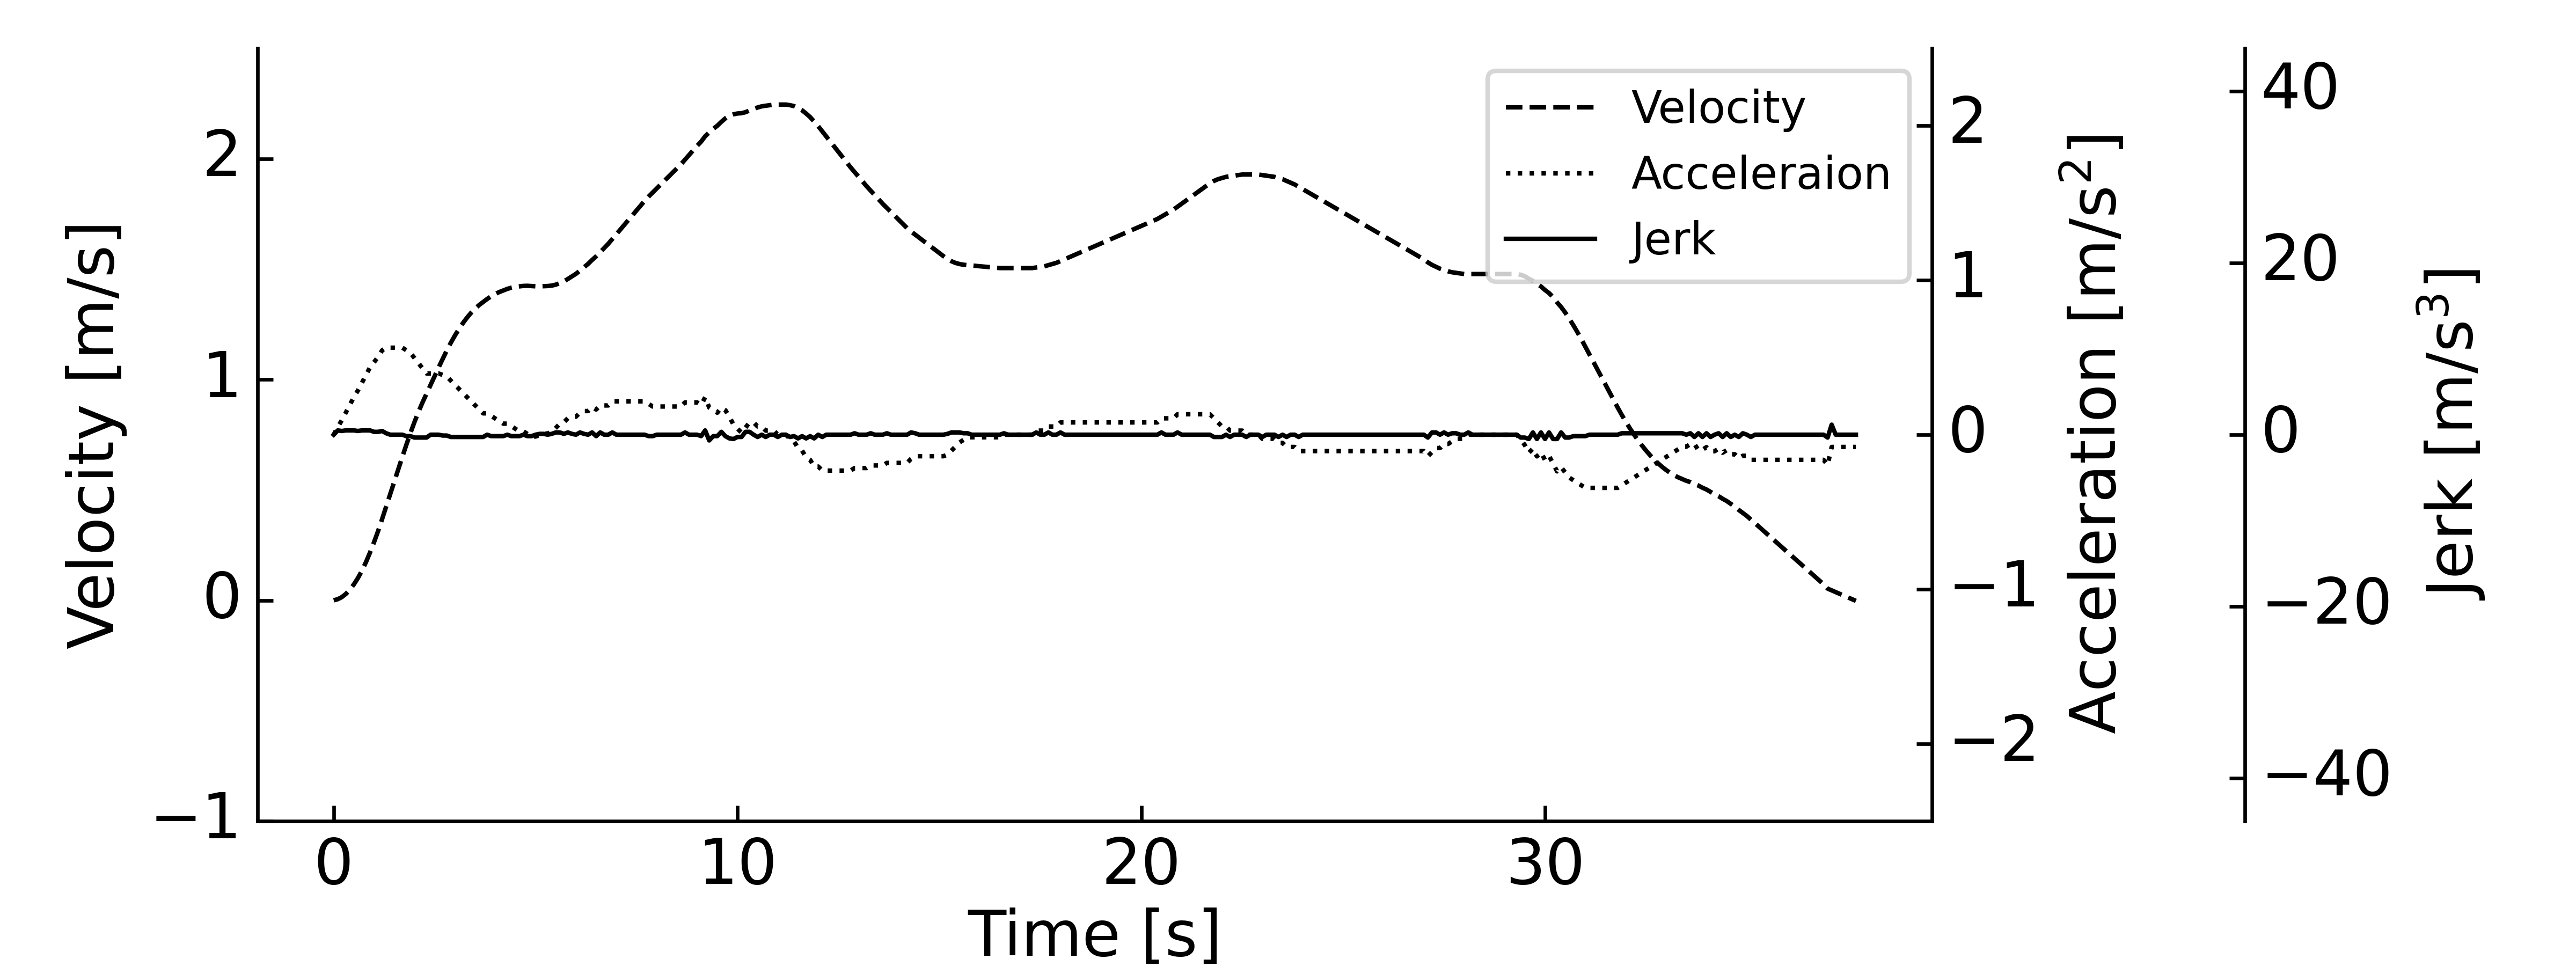 Velocity [m/s]
2
1
0
−1
0
10
20
30
Time [s]
Velocity
Acceleraion
Jerk
2
1
0
−1
−2
Acceleration [m/s²]
40
20
0
−20
−40
Jerk [m/s³]